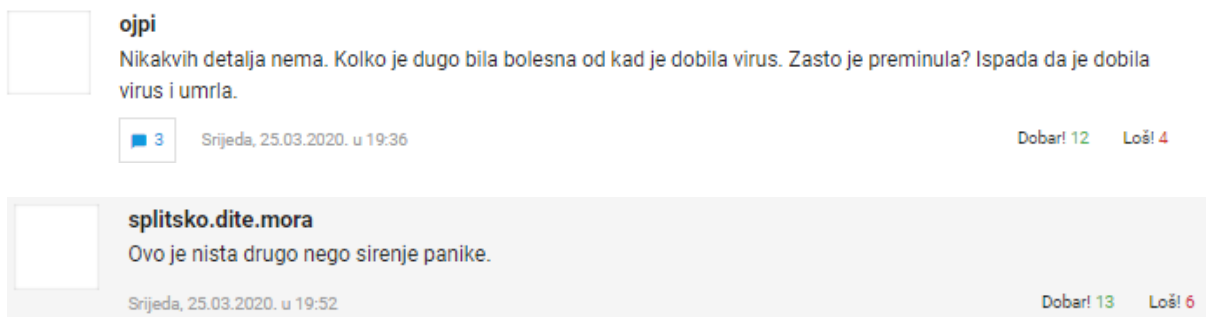 ojpi
Nikakvih detalja nema. Kolko je dugo bila bolesna od kad je dobila virus. Zasto je preminula? Ispada da je dobila
virus i umrla.
3 Srijeda, 25.03.2020. u 19:36 Dobar! 12 Loš! 4
splitsko.dite.mora
Ovo je nista drugo nego sirenje panike.
Srijeda, 25.03.2020. u 19:52 Dobar! 13 Loš! 6